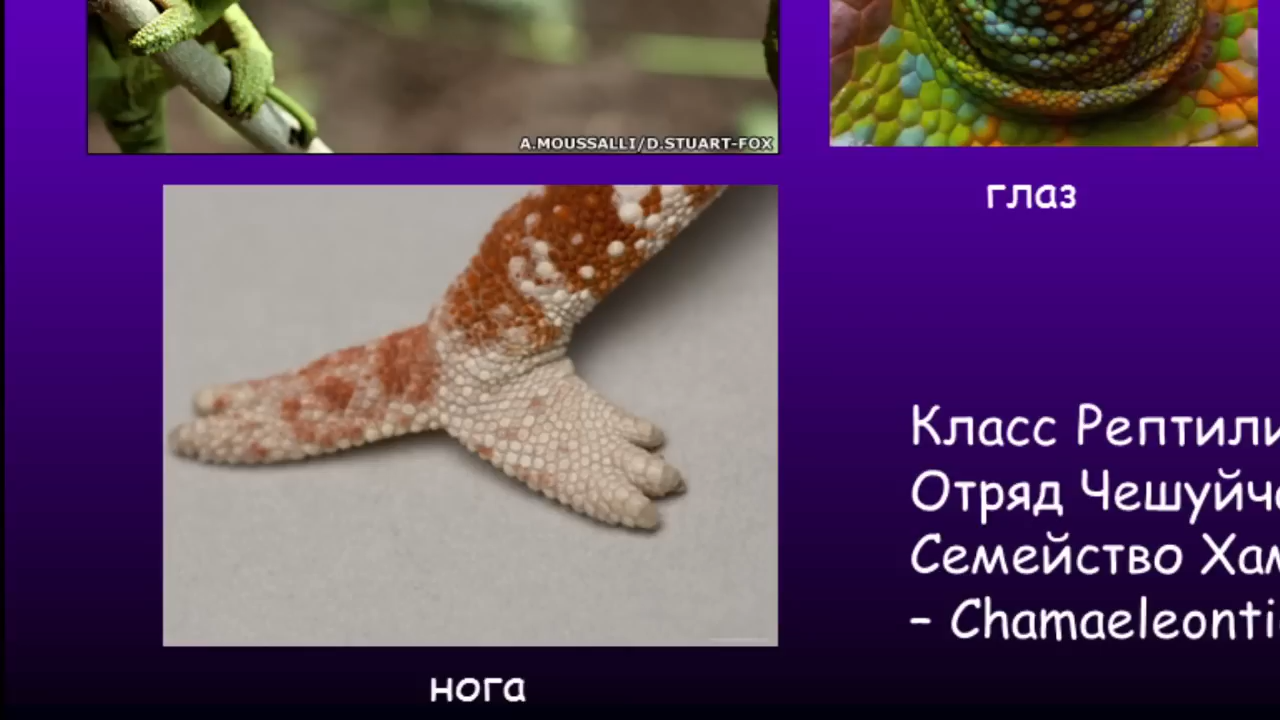 A.MOUSSALLI/D.STUART-FOX
глаз
Класс Рептили
Отряд Чешуйч
Семейство Хам
– Chamaeleonti
нога